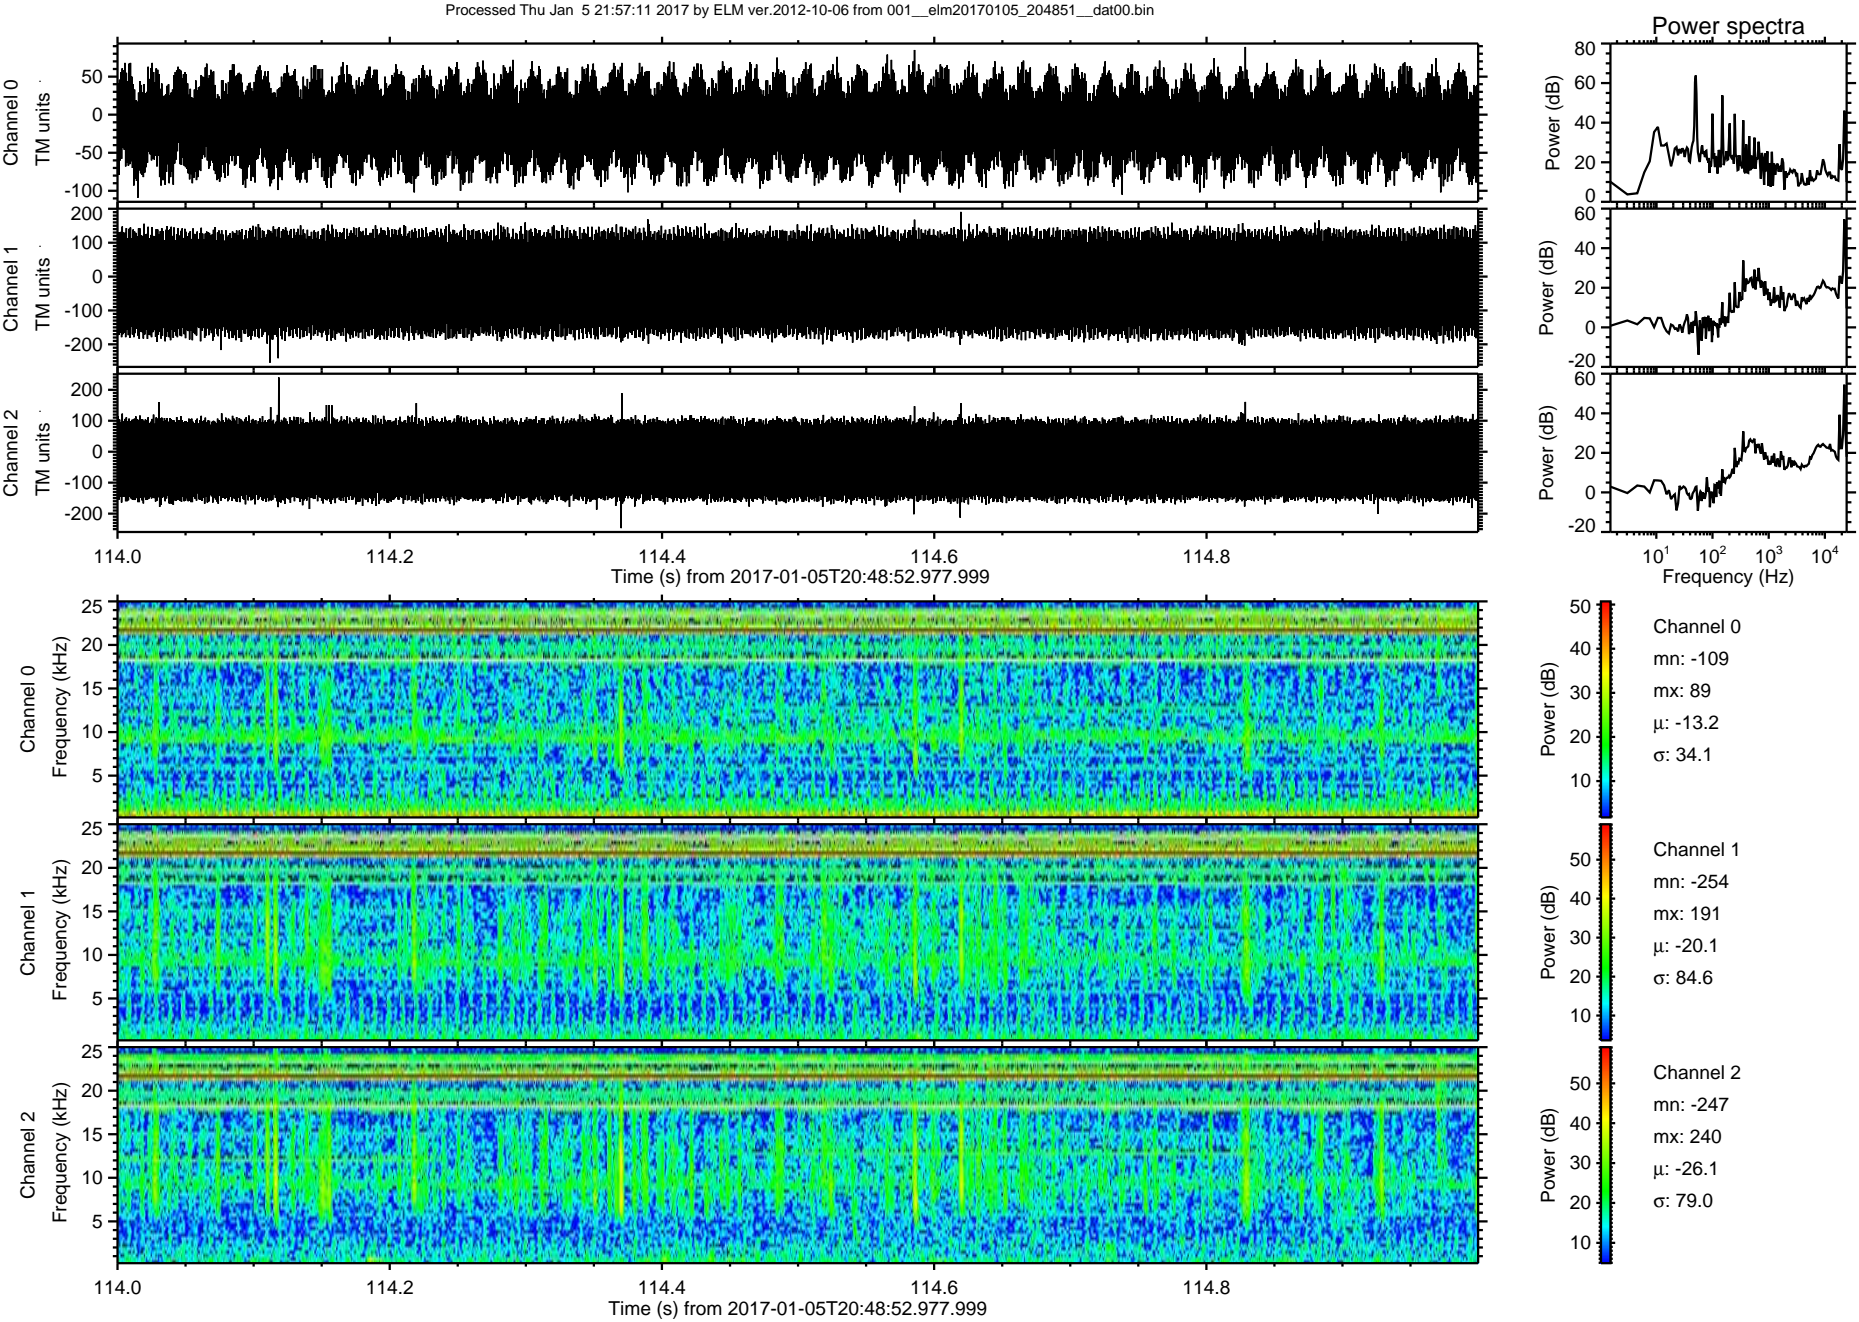 Processed Thu Jan  5 21:57:11 2017 by ELM ver.2012-10-06 from 001__elm20170105_204851__dat00.bin
Power spectra
Channel 0
TM units
50
0
-50
-100
Power (dB)
80
60
40
20
0
Channel 1
TM units
200
100
0
-100
-200
Power (dB)
60
40
20
0
-20
Channel 2
TM units
200
100
0
-100
-200
Power (dB)
60
40
20
0
-20
114.0 114.2 114.4 114.6 114.8
Time (s) from 2017-01-05T20:48:52.977.999
10¹ 10² 10³ 10⁴
Frequency (Hz)
Channel 0
Frequency (kHz)
25
20
15
10
5
Power (dB)
50
40
30
20
10
Channel 0
mn: -109
mx: 89
μ: -13.2
σ: 34.1
Channel 1
Frequency (kHz)
25
20
15
10
5
Power (dB)
50
40
30
20
10
Channel 1
mn: -254
mx: 191
μ: -20.1
σ: 84.6
Channel 2
Frequency (kHz)
25
20
15
10
5
Power (dB)
50
40
30
20
10
Channel 2
mn: -247
mx: 240
μ: -26.1
σ: 79.0
114.0 114.2 114.4 114.6 114.8
Time (s) from 2017-01-05T20:48:52.977.999